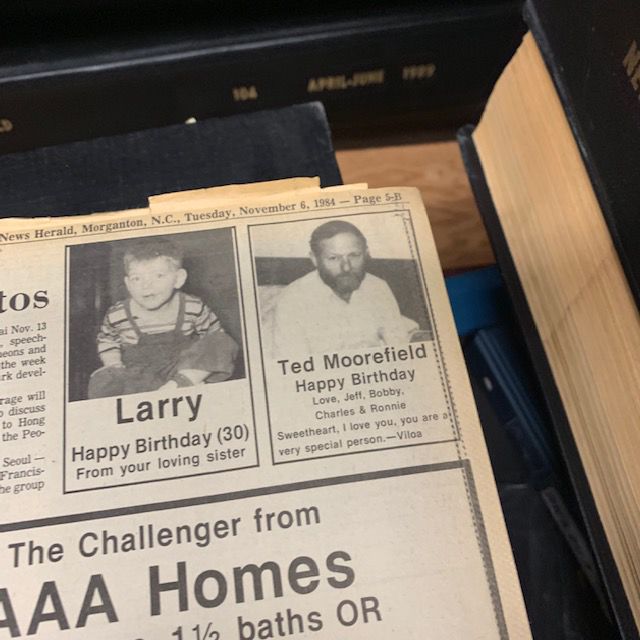 104 APRIL-JUNE 1982
News Herald, Morganton, N.C., Tuesday, November 6, 1984 — Page 5-B
tos
ai Nov. 13
, speech-
eons and
the week
rk devel-
rage will
o discuss
to Hong
the Peo-
Seoul —
Francis-
he group
Larry
Happy Birthday (30)
From your loving sister
Ted Moorefield
Happy Birthday
Love, Jeff, Bobby,
Charles & Ronnie
Sweetheart, I love you, you are a
very special person.—Viloa
The Challenger from
AAA Homes
1½ baths OR